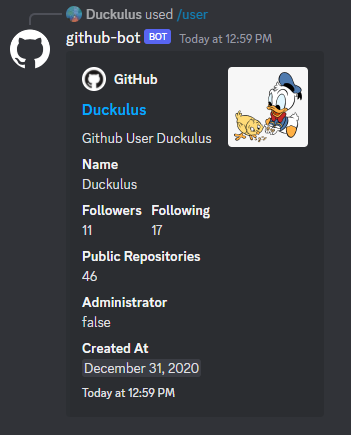 Duckulus used /user
github-bot BOT Today at 12:59 PM
GitHub
Duckulus
Github User Duckulus
Name
Duckulus
Followers Following
11 17
Public Repositories
46
Administrator
false
Created At
December 31, 2020
Today at 12:59 PM